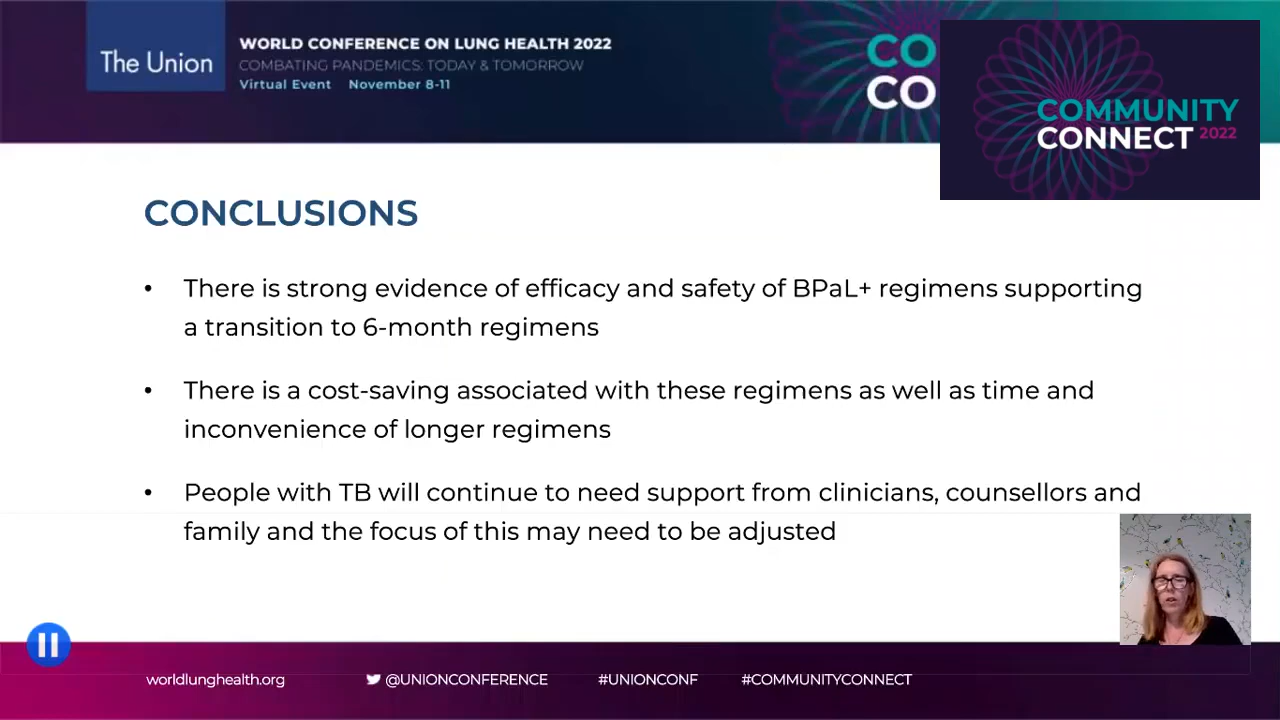 The Union
WORLD CONFERENCE ON LUNG HEALTH 2022
COMBATING PANDEMICS: TODAY & TOMORROW
Virtual Event November 8-11
CO
CO
COMMUNITY
CONNECT 2022
CONCLUSIONS
• There is strong evidence of efficacy and safety of BPaL+ regimens supporting
a transition to 6-month regimens
• There is a cost-saving associated with these regimens as well as time and
inconvenience of longer regimens
• People with TB will continue to need support from clinicians, counsellors and
family and the focus of this may need to be adjusted
worldlunghealth.org @UNIONCONFERENCE #UNIONCONF #COMMUNITYCONNECT